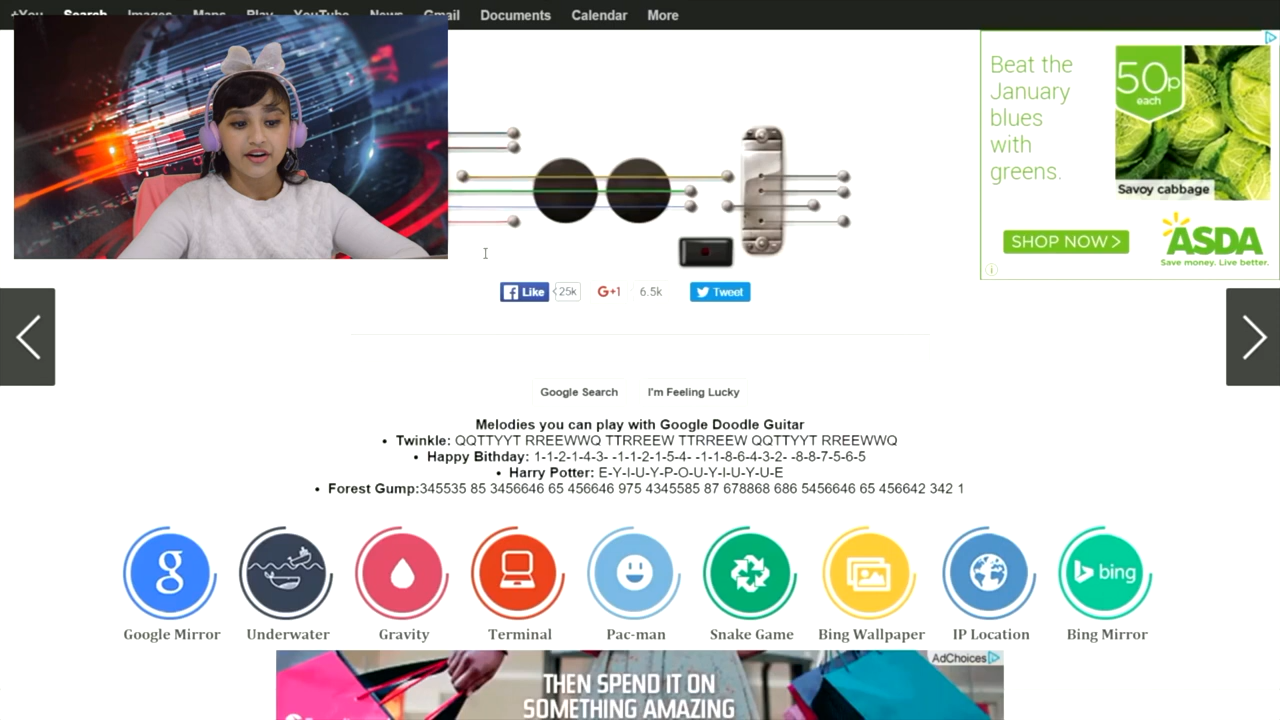 +You Search Images Maps Play YouTube News Gmail Documents Calendar More
Beat the
January
blues
with
greens.
50p
each
Savoy cabbage
SHOP NOW >
ASDA
Save money. Live better.
Like 25k G+1 6.5k Tweet
Google Search I'm Feeling Lucky
Melodies you can play with Google Doodle Guitar
• Twinkle: QQTTYYT RREEWWQ TTRREEW TTRREEW QQTTYYT RREEWWQ
• Happy Bithday: 1-1-2-1-4-3- -1-1-2-1-5-4- -1-1-8-6-4-3-2- -8-8-7-5-6-5
• Harry Potter: E-Y-I-U-Y-P-O-U-Y-I-U-Y-U-E
• Forest Gump:345535 85 3456646 65 456646 975 4345585 87 678868 686 5456646 65 456642 342 1
g
bing
Google Mirror Underwater Gravity Terminal Pac-man Snake Game Bing Wallpaper IP Location Bing Mirror
AdChoices
THEN SPEND IT ON
SOMETHING AMAZING